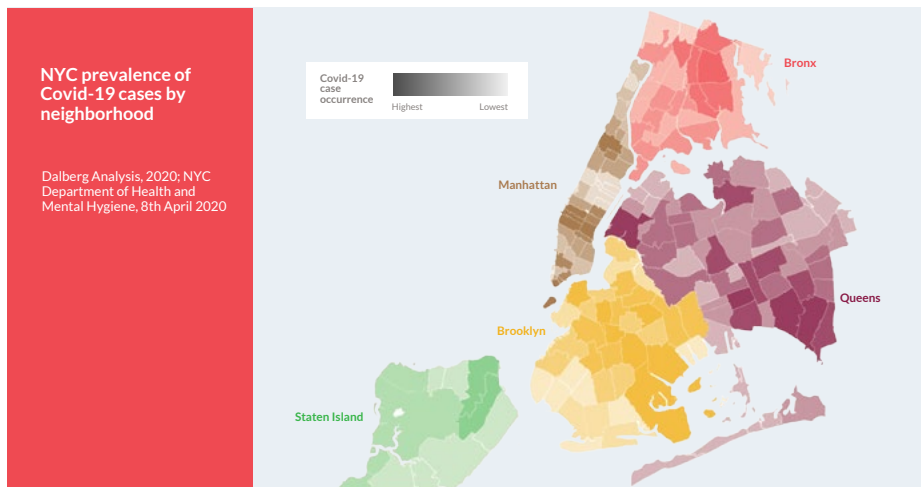 NYC prevalence of
Covid-19 cases by
neighborhood
Dalberg Analysis, 2020; NYC
Department of Health and
Mental Hygiene, 8th April 2020
Covid-19
case
occurrence
Highest
Lowest
Bronx
Manhattan
Queens
Brooklyn
Staten Island